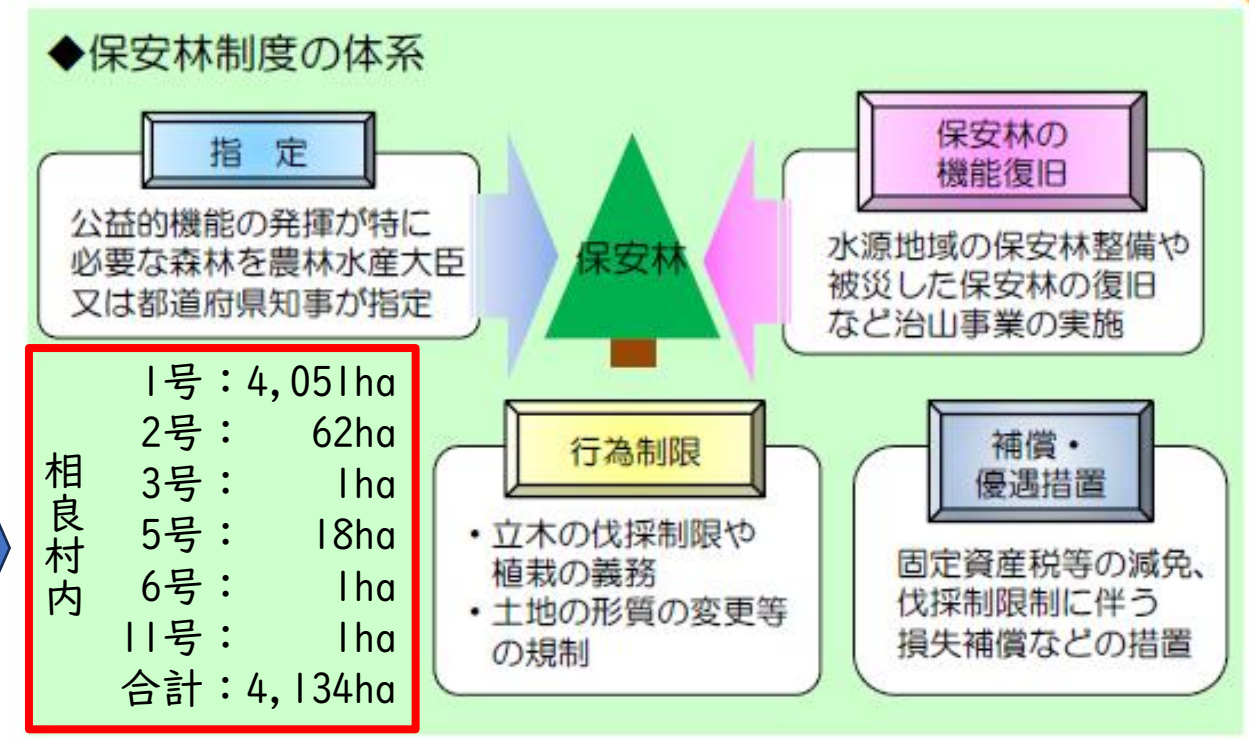 ◆保安林制度の体系
指　定
公益的機能の発揮が特に
必要な森林を農林水産大臣
又は都道府県知事が指定
保安林
保安林の
機能復旧
水源地域の保安林整備や
被災した保安林の復旧
など治山事業の実施
相良村内
1号：4,051ha
2号：　62ha
3号：　1ha
5号：　18ha
6号：　1ha
11号：　1ha
合計：4,134ha
行為制限
・立木の伐採制限や
植栽の義務
・土地の形質の変更等
の規制
補償・
優遇措置
固定資産税等の減免、
伐採制限制に伴う
損失補償などの措置